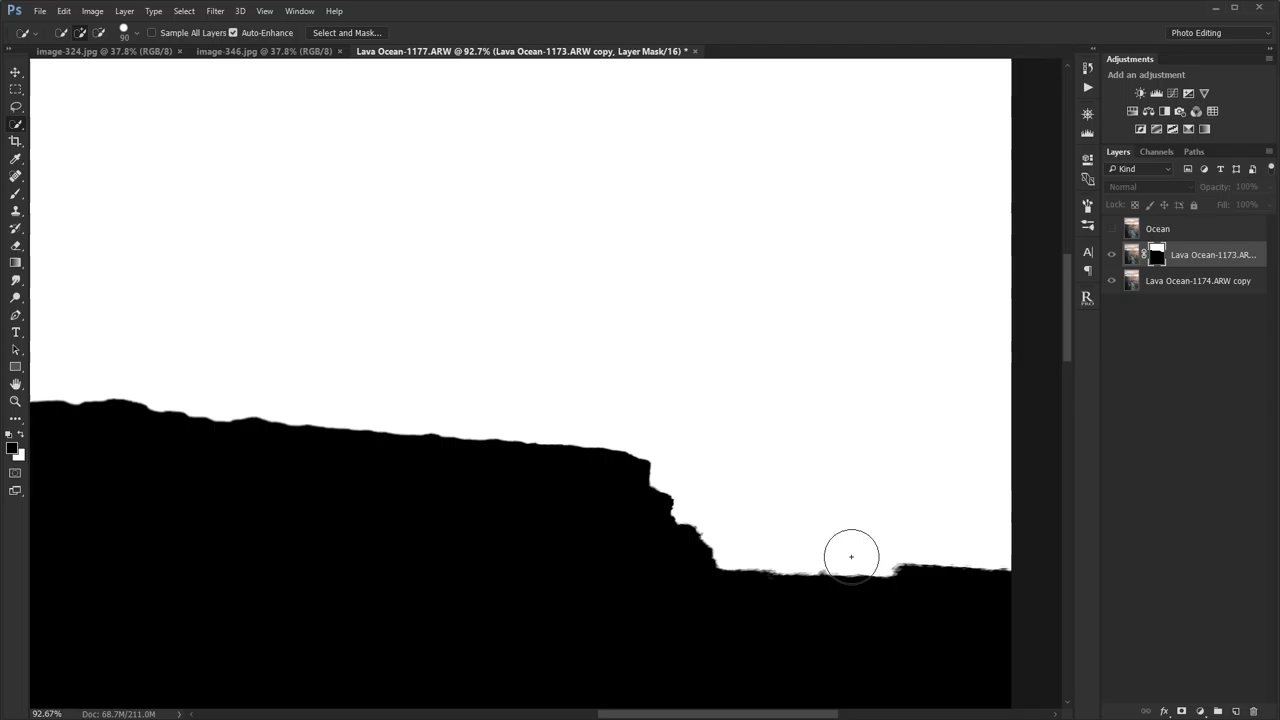 Ps File Edit Image Layer Type Select Filter 3D View Window Help
90 Sample All Layers Auto-Enhance Select and Mask... Photo Editing
image-324.jpg @ 37.8% (RGB/8) × image-346.jpg @ 37.8% (RGB/8) × Lava Ocean-1177.ARW @ 92.7% (Lava Ocean-1173.ARW copy, Layer Mask/16) * ×
Adjustments
Add an adjustment
Layers Channels Paths
Kind
Normal Opacity: 100%
Lock: Fill: 100%
Ocean
Lava Ocean-1173.AR...
Lava Ocean-1174.ARW copy
92.67% Doc: 68.7M/211.0M